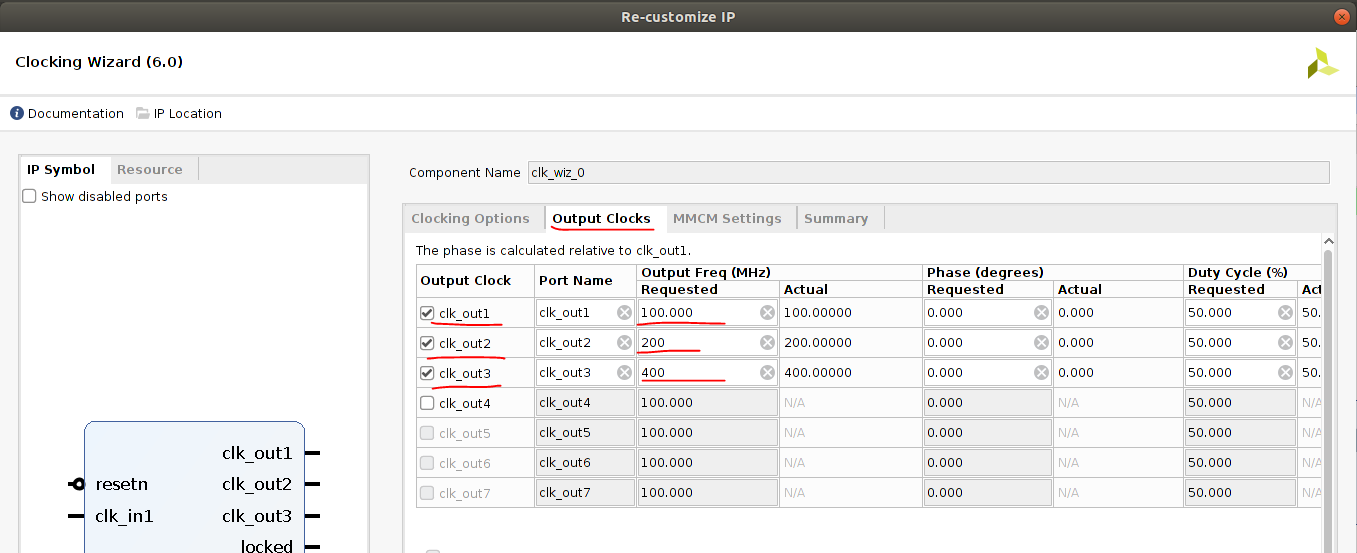 Re-customize IP
Clocking Wizard (6.0)
Documentation IP Location
IP Symbol Resource
Show disabled ports
clk_out1
resetn clk_out2
clk_in1 clk_out3
locked
Component Name clk_wiz_0
Clocking Options Output Clocks MMCM Settings Summary
The phase is calculated relative to clk_out1.
Output Clock Port Name Output Freq (MHz) Phase (degrees) Duty Cycle (%)
Requested Actual Requested Actual Requested Act
clk_out1 clk_out1 100.000 100.00000 0.000 0.000 50.000 50.
clk_out2 clk_out2 200 200.00000 0.000 0.000 50.000 50.
clk_out3 clk_out3 400 400.00000 0.000 0.000 50.000 50.
clk_out4 clk_out4 100.000 N/A 0.000 N/A 50.000 N/A
clk_out5 clk_out5 100.000 N/A 0.000 N/A 50.000 N/A
clk_out6 clk_out6 100.000 N/A 0.000 N/A 50.000 N/A
clk_out7 clk_out7 100.000 N/A 0.000 N/A 50.000 N/A